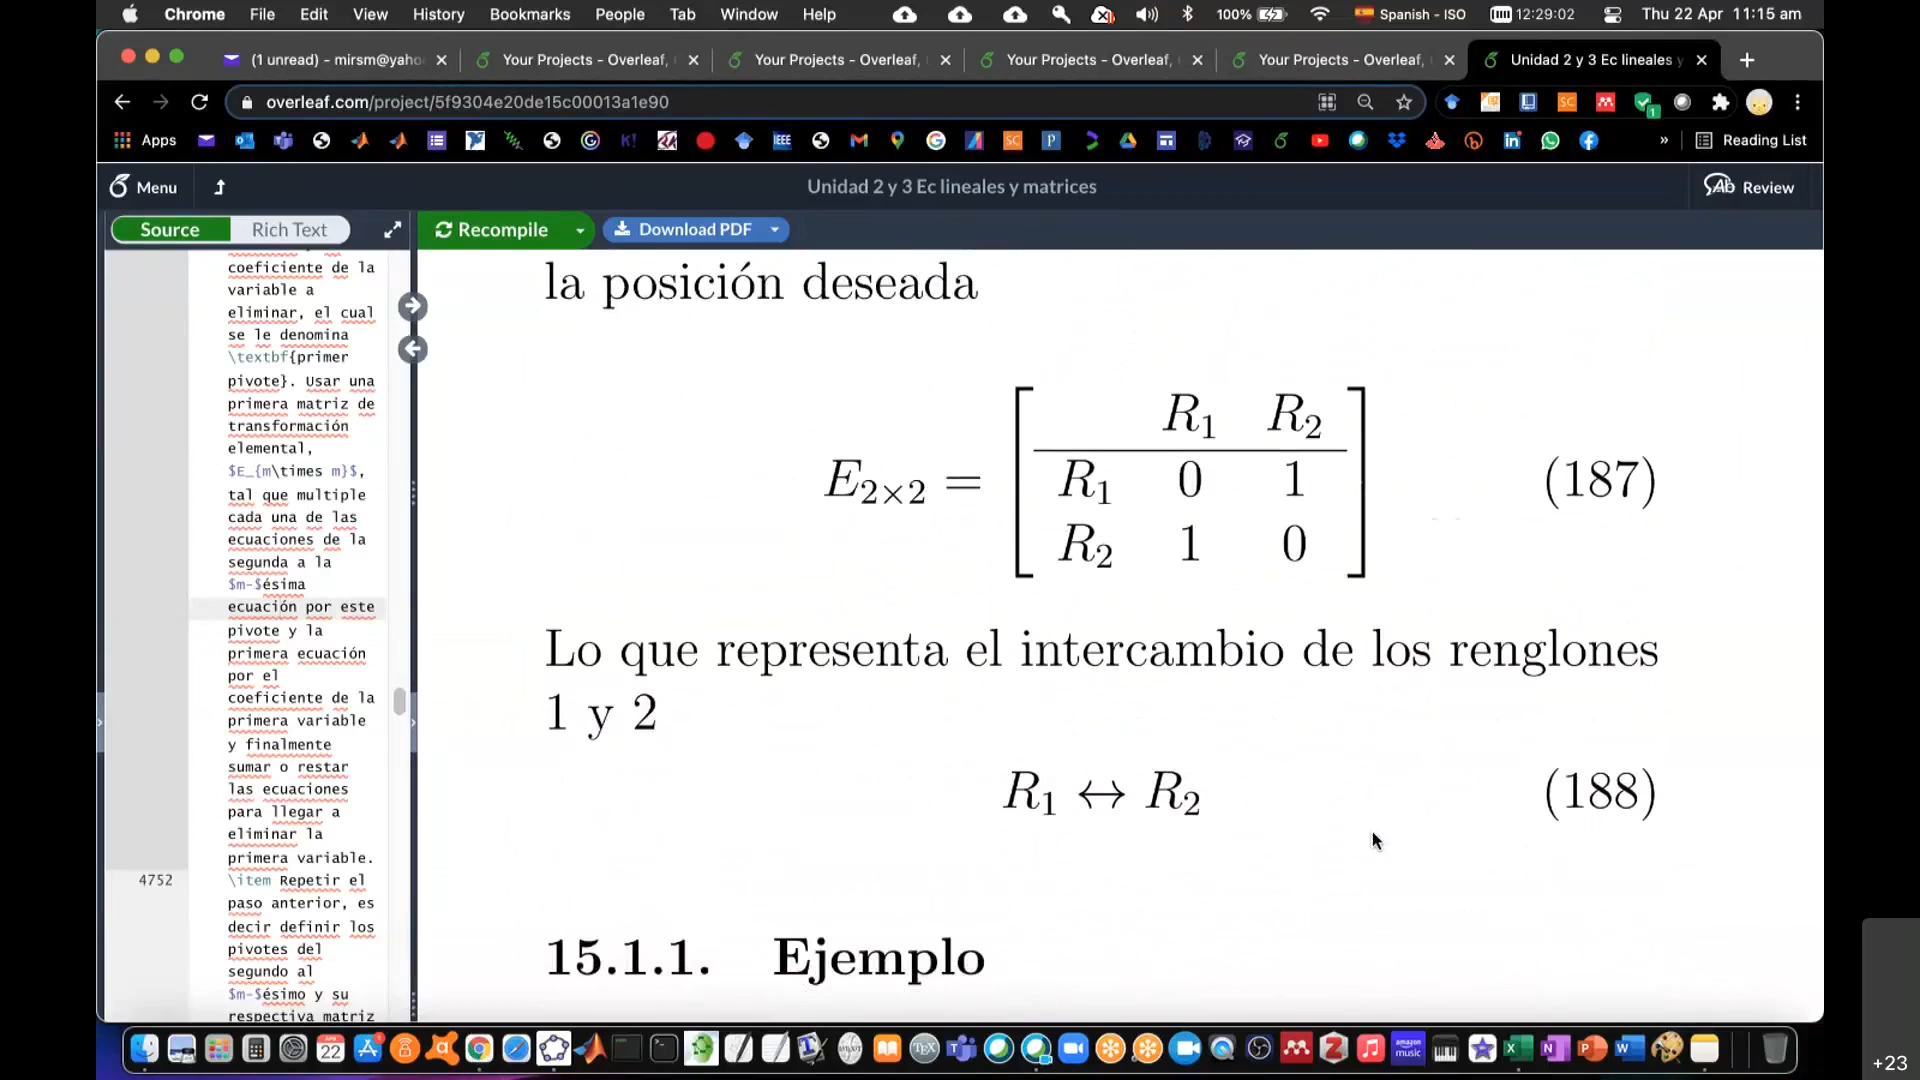 Chrome File Edit View History Bookmarks People Tab Window Help 100% Spanish - ISO 12:29:02 Thu 22 Apr 11:15 am
(1 unread) - mirsm@yaho Your Projects - Overleaf, Your Projects - Overleaf, Your Projects - Overleaf, Your Projects - Overleaf, Unidad 2 y 3 Ec lineales y
overleaf.com/project/5f9304e20de15c00013a1e90
Apps Reading List
Menu Unidad 2 y 3 Ec lineales y matrices Review
Source Rich Text Recompile Download PDF
coeficiente de la
variable a
eliminar, el cual
se le denomina
\textbf{primer
pivote}. Usar una
primera matriz de
transformación
elemental,
$E_{m\times m}$,
tal que multiple
cada una de las
ecuaciones de la
segunda a la
$m-$ésima
ecuación por este
pivote y la
primera ecuación
por el
coeficiente de la
primera variable
y finalmente
sumar o restar
las ecuaciones
para llegar a
eliminar la
primera variable.
4752 \item Repetir el
paso anterior, es
decir definir los
pivotes del
segundo al
$m-$ésimo y su
respectiva matriz
la posición deseada
R1 R2
E2×2 = R1 0 1 (187)
R2 1 0
Lo que representa el intercambio de los renglones
1 y 2
R1 ↔ R2 (188)
15.1.1. Ejemplo
+23